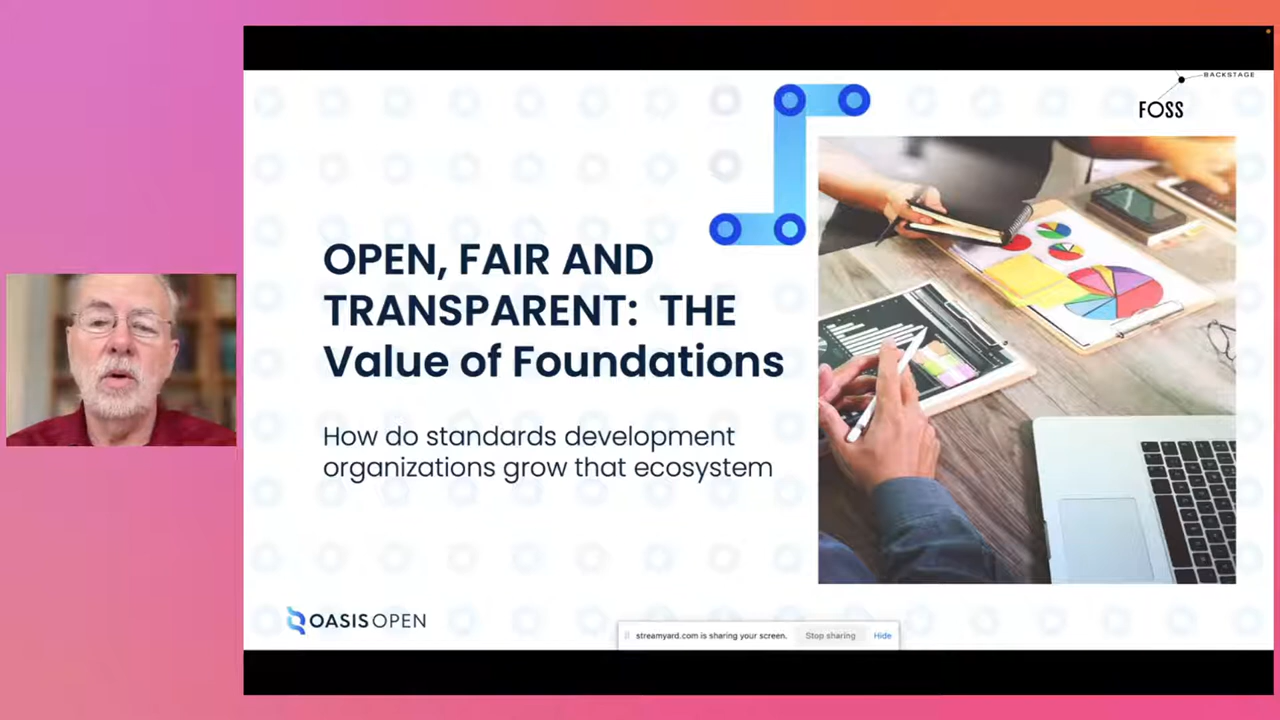 BACKSTAGE
FOSS
OPEN, FAIR AND
TRANSPARENT: THE
Value of Foundations
How do standards development
organizations grow that ecosystem
OASIS OPEN
streamyard.com is sharing your screen.
Stop sharing
Hide